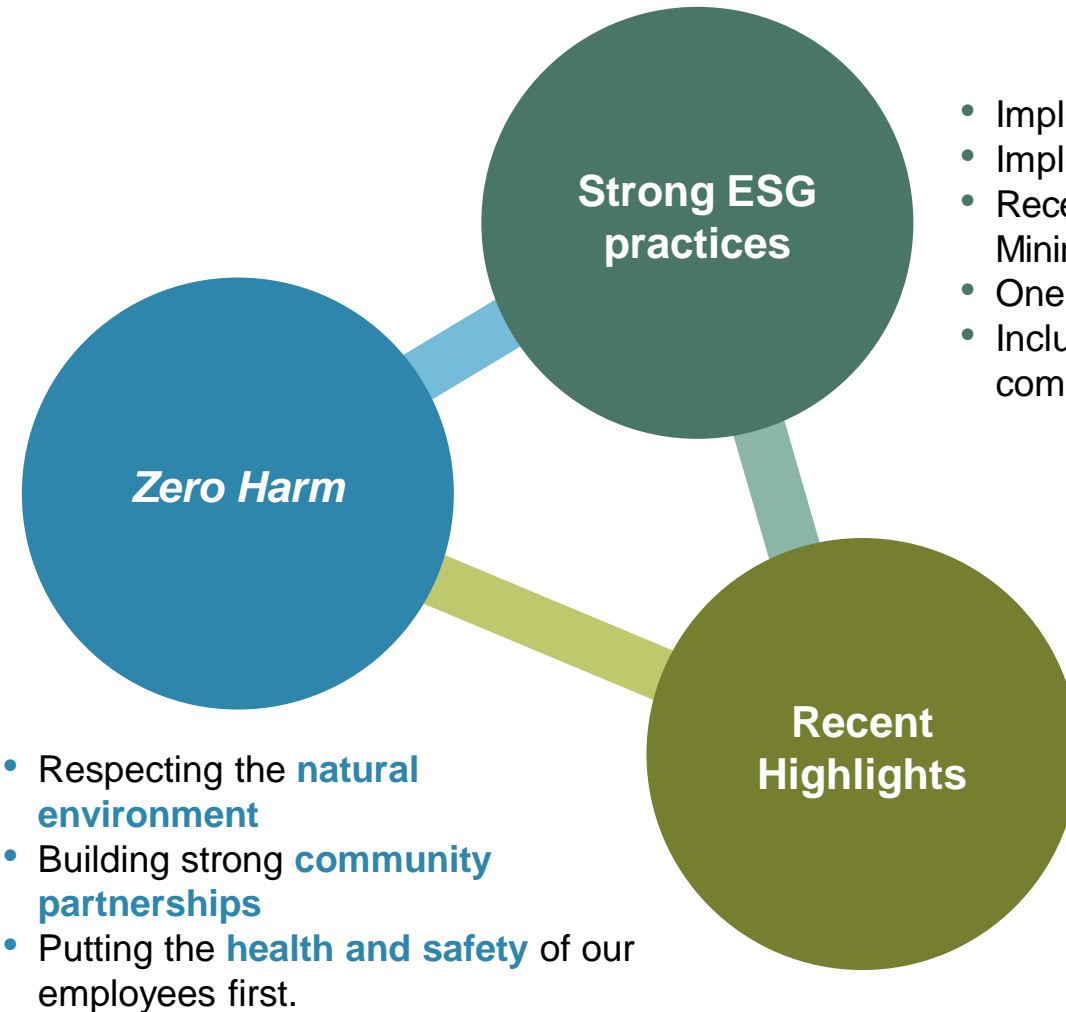 Strong ESG
practices
•
•
•
• One
•
Zero Harm
Recent
Highlights
• Respecting the natural
environment
• Building strong community
partnerships
• Putting the health and safety of our
employees first.